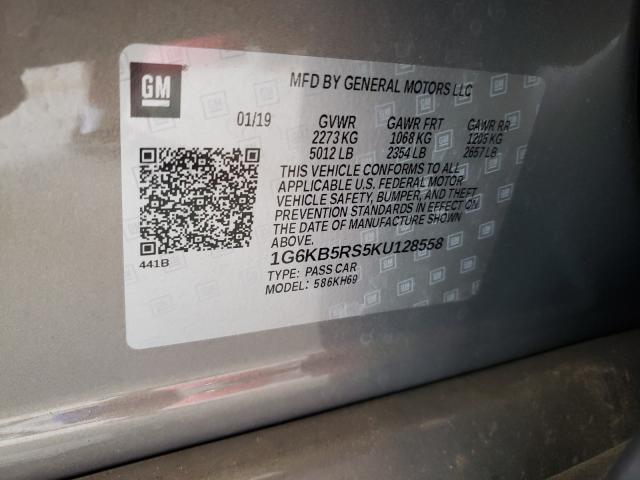 GM
MFD BY GENERAL MOTORS LLC
01/19 GVWR GAWR FRT GAWR RR
2273 KG 1068 KG 1205 KG
5012 LB 2354 LB 2657 LB
THIS VEHICLE CONFORMS TO ALL
APPLICABLE U.S. FEDERAL MOTOR
VEHICLE SAFETY, BUMPER, AND THEFT
PREVENTION STANDARDS IN EFFECT ON
THE DATE OF MANUFACTURE SHOWN
ABOVE.
1G6KB5RS5KU128558
441B
TYPE: PASS CAR
MODEL: 586KH69